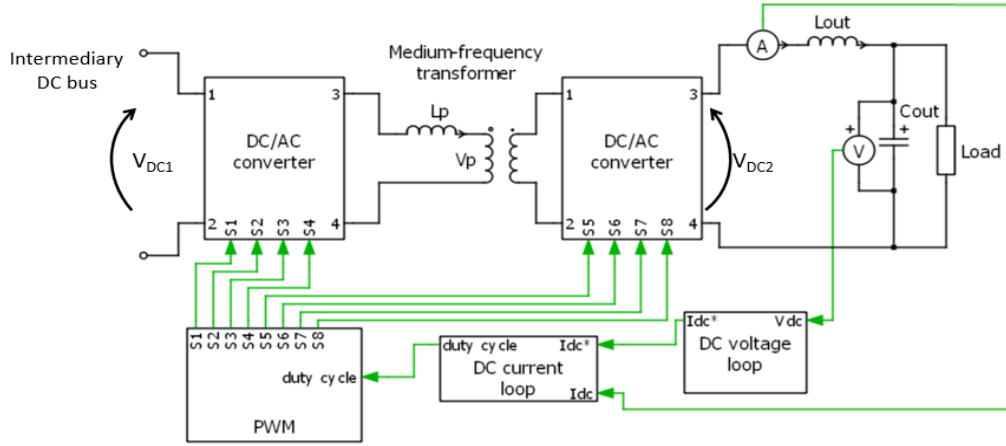 A
Lout
Intermediary
DC bus
Medium-frequency
transformer
1
3
1
3
Lp
Cout
DC/AC
converter
DC/AC
converter
+
+
V
Load
VDC1
Vp
VDC2
2
S1
S2
S3
S4
4
2
S5
S6
S7
S8
4
S1
S2
S3
S4
S5
S6
S7
S8
duty cycle
PWM
duty cycle
Idc*
DC current
loop
Idc
Idc*
Vdc
DC voltage
loop